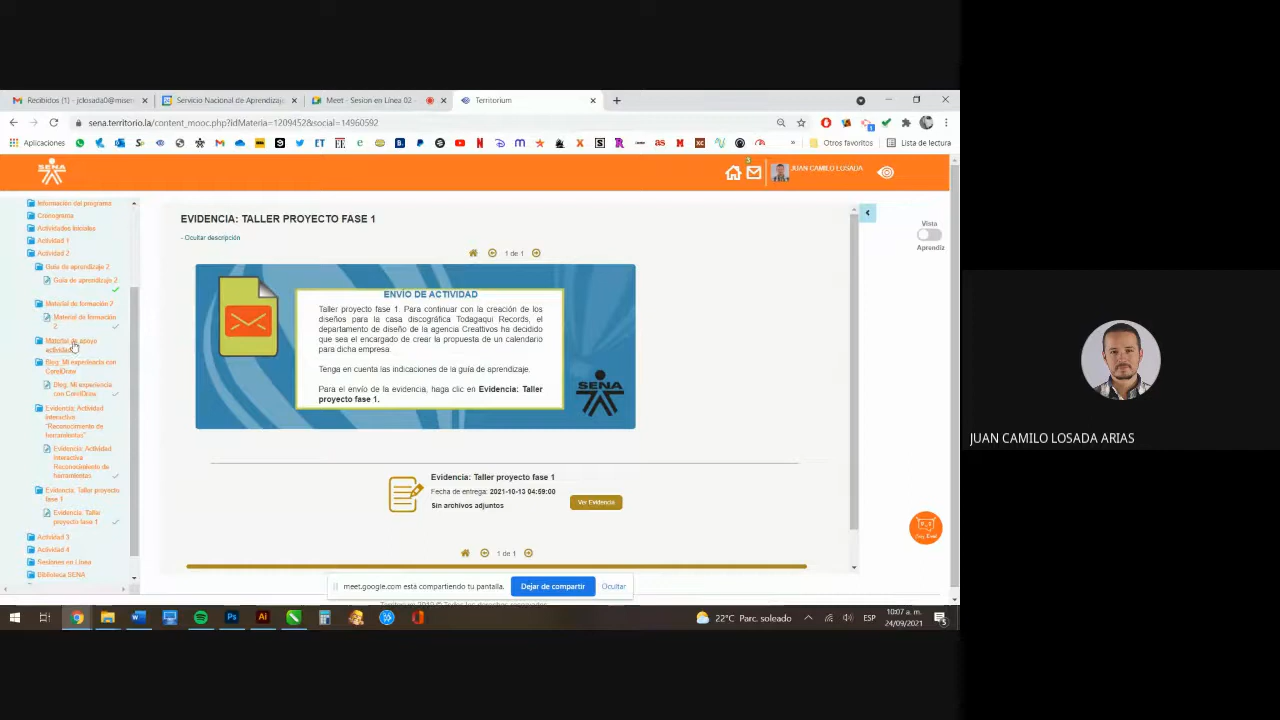 Recibidos (1) - jclosada0@misen
Servicio Nacional de Aprendizaje
Meet - Sesion en Línea 02 -
Territorium
sena.territorio.la/content_mooc.php?idMateria=1209452&social=14960592
Aplicaciones
Otros favoritos
Lista de lectura
SENA
5
JUAN CAMILO LOSADA
Información del programa
Cronograma
Actividades Iniciales
Actividad 1
Actividad 2
Guía de aprendizaje 2
Guía de aprendizaje 2
Material de formación 2
Material de formación
2
Material de apoyo
actividad
Blog: Mi experiencia con
CorelDraw
Blog: Mi experiencia
con CorelDraw
Evidencia: Actividad
interactiva
"Reconocimiento de
herramientas"
Evidencia: Actividad
interactiva
Reconocimiento de
herramientas
Evidencia: Taller proyecto
fase 1
Evidencia: Taller
proyecto fase 1
Actividad 3
Actividad 4
Sesiones en Línea
Biblioteca SENA
EVIDENCIA: TALLER PROYECTO FASE 1
- Ocultar descripción
1 de 1
ENVÍO DE ACTIVIDAD
Taller proyecto fase 1. Para continuar con la creación de los
diseños para la casa discográfica Todagaqui Records, el
departamento de diseño de la agencia Creattivos ha decidido
que sea el encargado de crear la propuesta de un calendario
para dicha empresa.
Tenga en cuenta las indicaciones de la guía de aprendizaje.
Para el envío de la evidencia, haga clic en Evidencia: Taller
proyecto fase 1.
SENA
Evidencia: Taller proyecto fase 1
Fecha de entrega: 2021-10-13 04:59:00
Sin archivos adjuntos
Ver Evidencia
1 de 1
Vista
Aprendiz
meet.google.com está compartiendo tu pantalla.
Dejar de compartir
Ocultar
22°C Parc. soleado
ESP
10:07 a. m.
24/09/2021
JUAN CAMILO LOSADA ARIAS